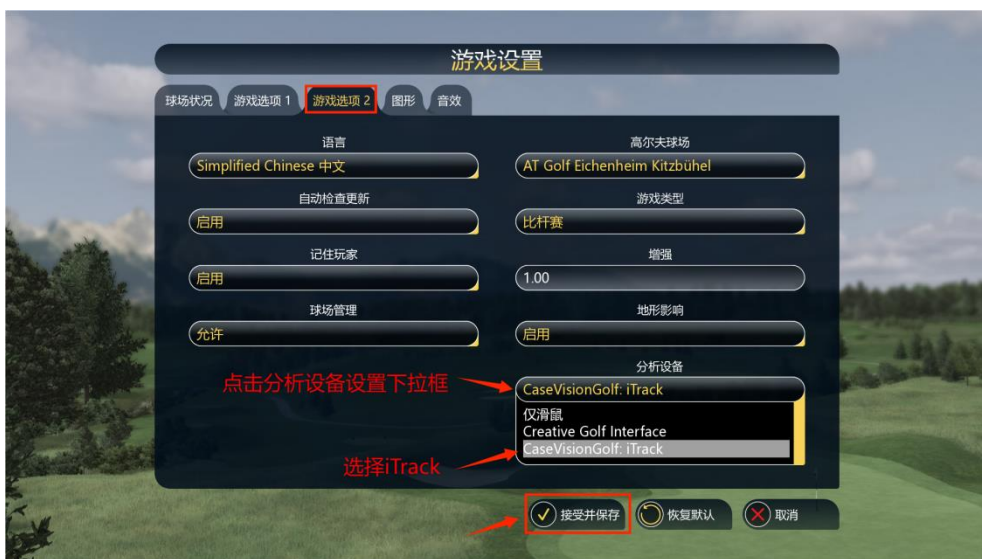 游戏设置
球场状况 游戏选项 1 游戏选项 2 图形 音效
语言
Simplified Chinese 中文
高尔夫球场
AT Golf Eichenheim Kitzbühel
自动检查更新
启用
游戏类型
比杆赛
记住玩家
启用
增强
1.00
球场管理
允许
地形影响
启用
分析设备
点击分析设备设置下拉框
CaseVisionGolf: iTrack
仅滑鼠
Creative Golf Interface
CaseVisionGolf: iTrack
选择iTrack
接受并保存 恢复默认 取消